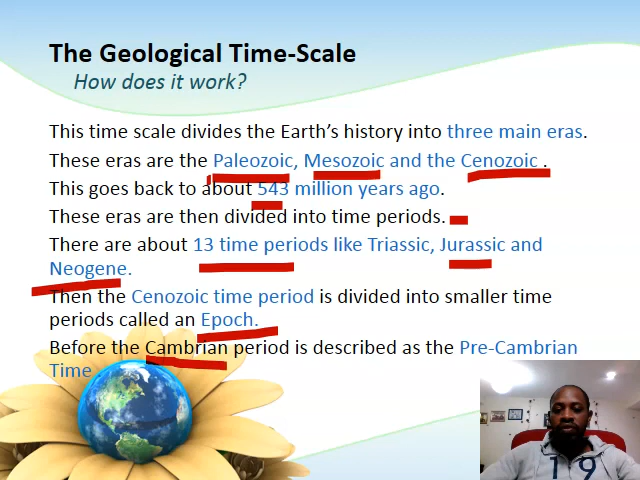 The Geological Time-Scale
How does it work?
This time scale divides the Earth's history into three main eras.
These eras are the Paleozoic, Mesozoic and the Cenozoic .
This goes back to about 543 million years ago.
These eras are then divided into time periods.
There are about 13 time periods like Triassic, Jurassic and
Neogene.
Then the Cenozoic time period is divided into smaller time
periods called an Epoch.
Before the Cambrian period is described as the Pre-Cambrian
Time
19